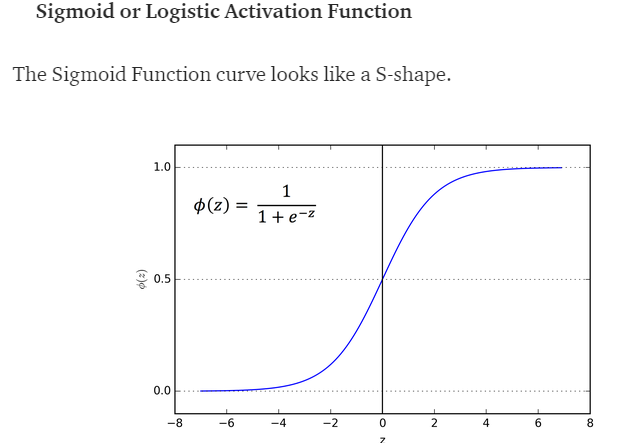 Sigmoid or Logistic Activation Function
The Sigmoid Function curve looks like a S-shape.
1.0
ϕ(z) = 1 / 1 + e⁻ᶻ
ϕ(z)
0.5
0.0
−8 −6 −4 −2 0 2 4 6 8
z